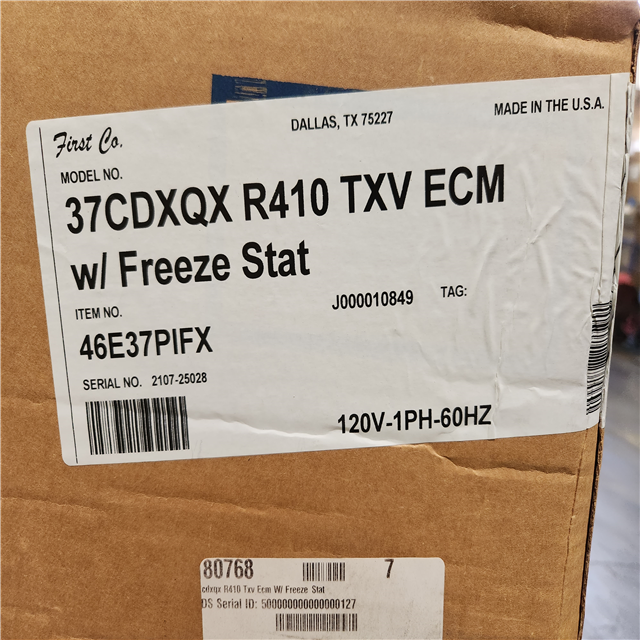 First Co.
DALLAS, TX 75227
MADE IN THE U.S.A.
MODEL NO.
37CDXQX R410 TXV ECM
w/ Freeze Stat
ITEM NO.
J000010849
TAG:
46E37PIFX
SERIAL NO. 2107-25028
120V-1PH-60HZ
80768
7
cdxqx R410 Txv Ecm W/ Freeze Stat
OS Serial ID: 500000000000000127